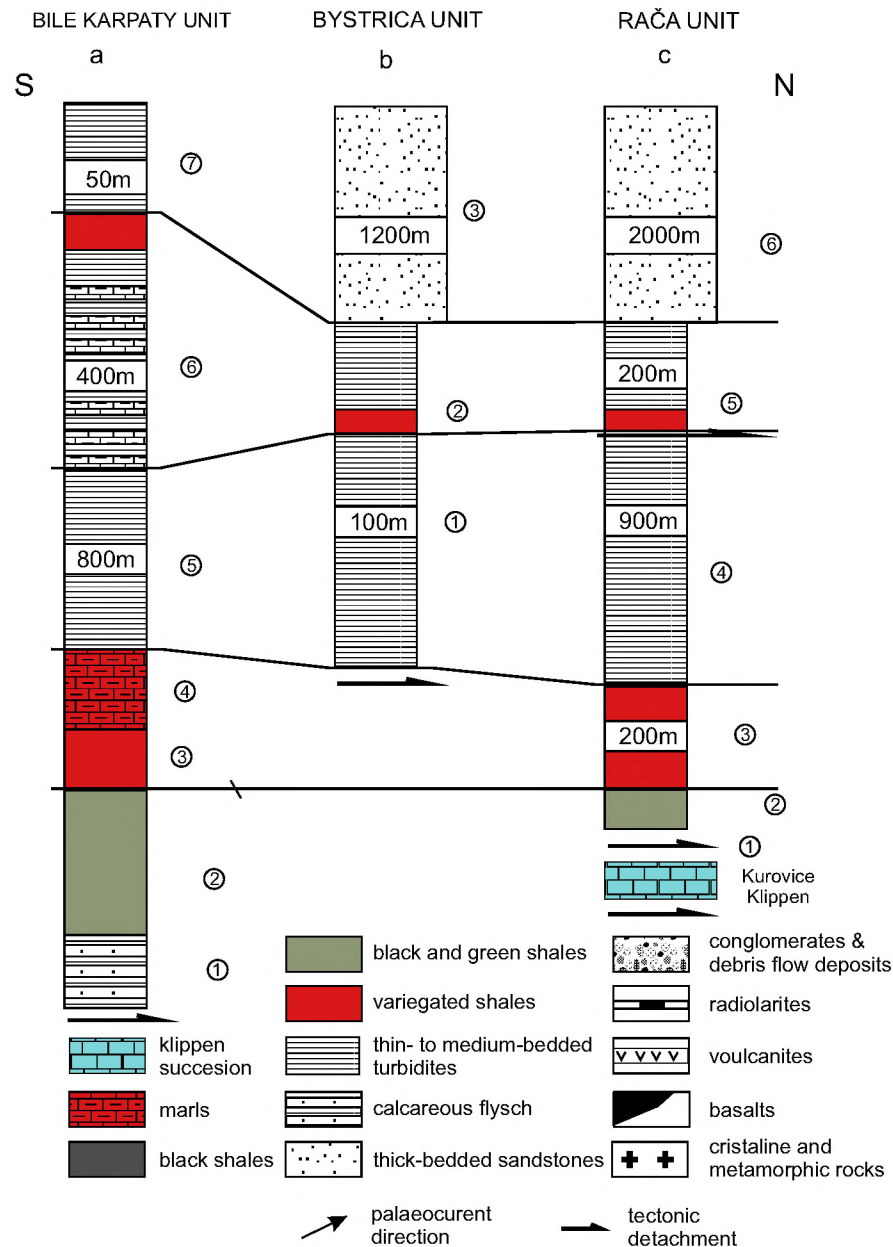 BILE KARPATY UNIT
BYSTRICA UNIT
RAČA UNIT
a
b
c
S
N
⑦
50m
③
1200m
2000m
⑥
400m
⑥
200m
②
⑤
100m
①
900m
800m
⑤
④
④
③
200m
③
②
②
①
Kurovice
Klippen
①
klippen
succesion
marls
black shales
black and green shales
variegated shales
thin- to medium-bedded
turbidites
calcareous flysch
thick-bedded sandstones
conglomerates &
debris flow deposits
radiolarites
voulcanites
basalts
cristaline and
metamorphic rocks
palaeocurent
direction
tectonic
detachment